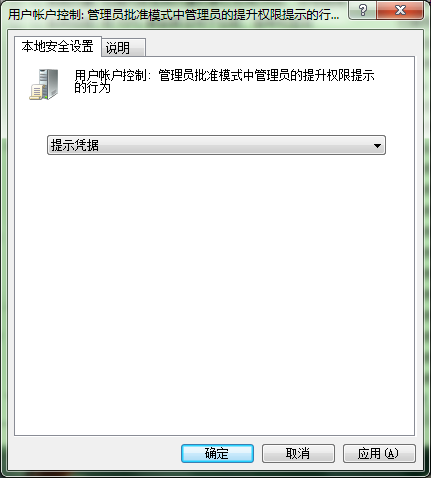 用户帐户控制: 管理员批准模式中管理员的提升权限提示的行...
本地安全设置 说明
用户帐户控制: 管理员批准模式中管理员的提升权限提示
的行为
提示凭据
确定 取消 应用(A)